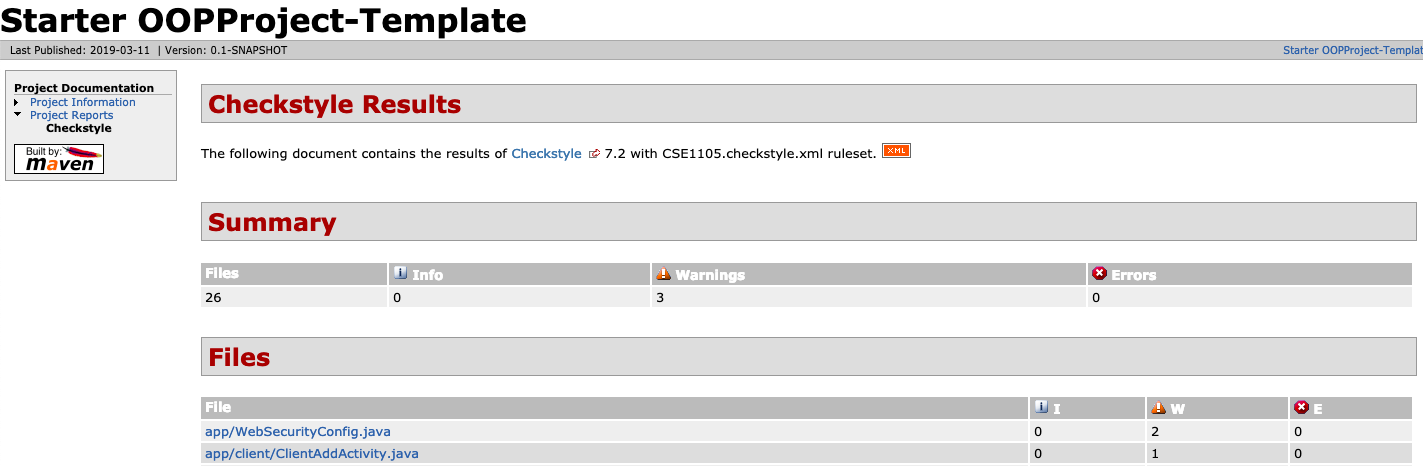 Starter OOPProject-Template
Last Published: 2019-03-11 | Version: 0.1-SNAPSHOT Starter OOPProject-Templat
Project Documentation
Project Information
Project Reports
Checkstyle
Built by:
maven
Checkstyle Results
The following document contains the results of Checkstyle 7.2 with CSE1105.checkstyle.xml ruleset. XML
Summary
Files Info Warnings Errors
26 0 3 0
Files
File I W E
app/WebSecurityConfig.java 0 2 0
app/client/ClientAddActivity.java 0 1 0